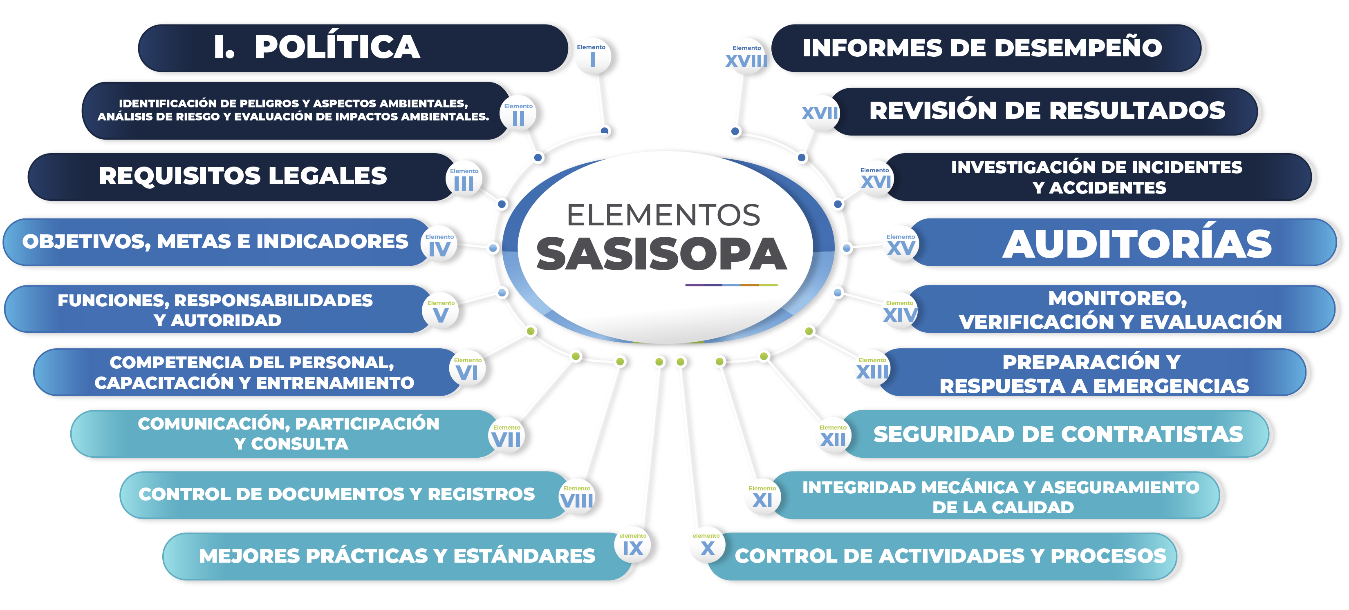 I. POLÍTICA
Elemento
I
IDENTIFICACIÓN DE PELIGROS Y ASPECTOS AMBIENTALES,
ANÁLISIS DE RIESGO Y EVALUACIÓN DE IMPACTOS AMBIENTALES.
Elemento
II
REQUISITOS LEGALES
Elemento
III
OBJETIVOS, METAS E INDICADORES
Elemento
IV
FUNCIONES, RESPONSABILIDADES
Y AUTORIDAD
Elemento
V
COMPETENCIA DEL PERSONAL,
CAPACITACIÓN Y ENTRENAMIENTO
Elemento
VI
COMUNICACIÓN, PARTICIPACIÓN
Y CONSULTA
Elemento
VII
CONTROL DE DOCUMENTOS Y REGISTROS
Elemento
VIII
MEJORES PRÁCTICAS Y ESTÁNDARES
elemento
IX
ELEMENTOS
SASISOPA
Elemento
XVIII
INFORMES DE DESEMPEÑO
XVII
REVISIÓN DE RESULTADOS
Elemento
XVI
INVESTIGACIÓN DE INCIDENTES
Y ACCIDENTES
Elemento
XV
AUDITORÍAS
Elemento
XIV
MONITOREO,
VERIFICACIÓN Y EVALUACIÓN
Elemento
XIII
PREPARACIÓN Y
RESPUESTA A EMERGENCIAS
Elemento
XII
SEGURIDAD DE CONTRATISTAS
Elemento
XI
INTEGRIDAD MECÁNICA Y ASEGURAMIENTO
DE LA CALIDAD
elemento
X
CONTROL DE ACTIVIDADES Y PROCESOS